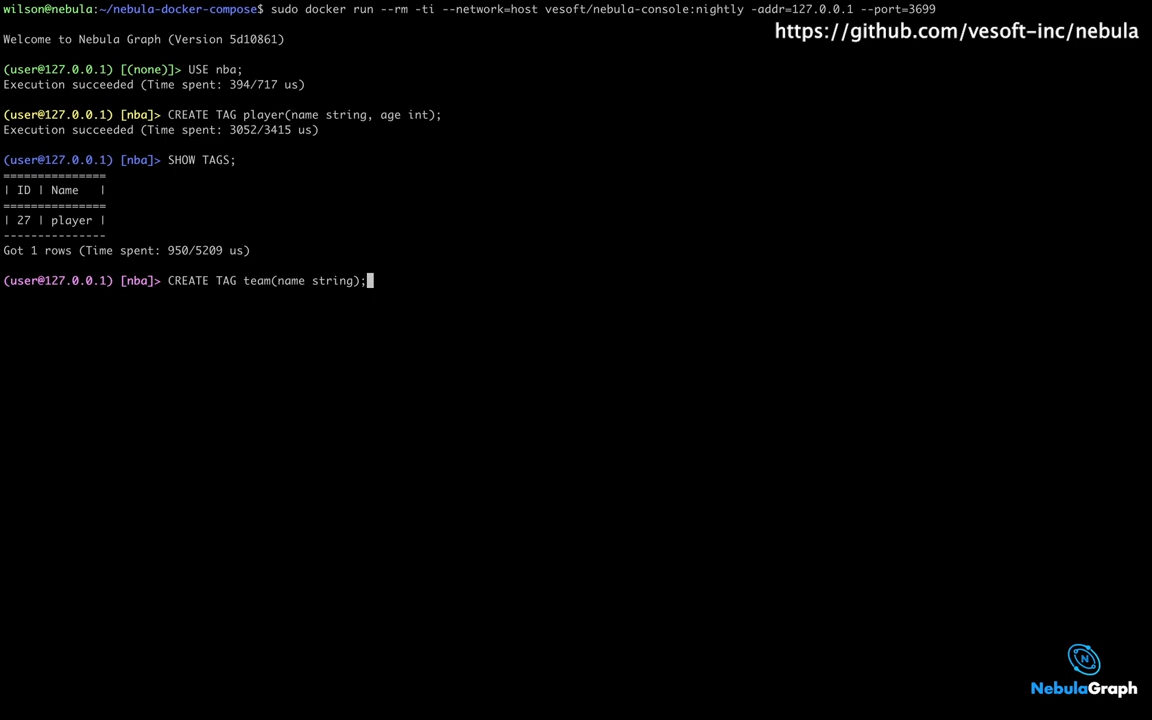 wilson@nebula:~/nebula-docker-compose$ sudo docker run --rm -ti --network=host vesoft/nebula-console:nightly -addr=127.0.0.1 --port=3699
https://github.com/vesoft-inc/nebula
Welcome to Nebula Graph (Version 5d10861)
(user@127.0.0.1) [(none)]> USE nba;
Execution succeeded (Time spent: 394/717 us)
(user@127.0.0.1) [nba]> CREATE TAG player(name string, age int);
Execution succeeded (Time spent: 3052/3415 us)
(user@127.0.0.1) [nba]> SHOW TAGS;
===============
| ID | Name   |
===============
| 27 | player |
---------------
Got 1 rows (Time spent: 950/5209 us)
(user@127.0.0.1) [nba]> CREATE TAG team(name string);
N
NebulaGraph